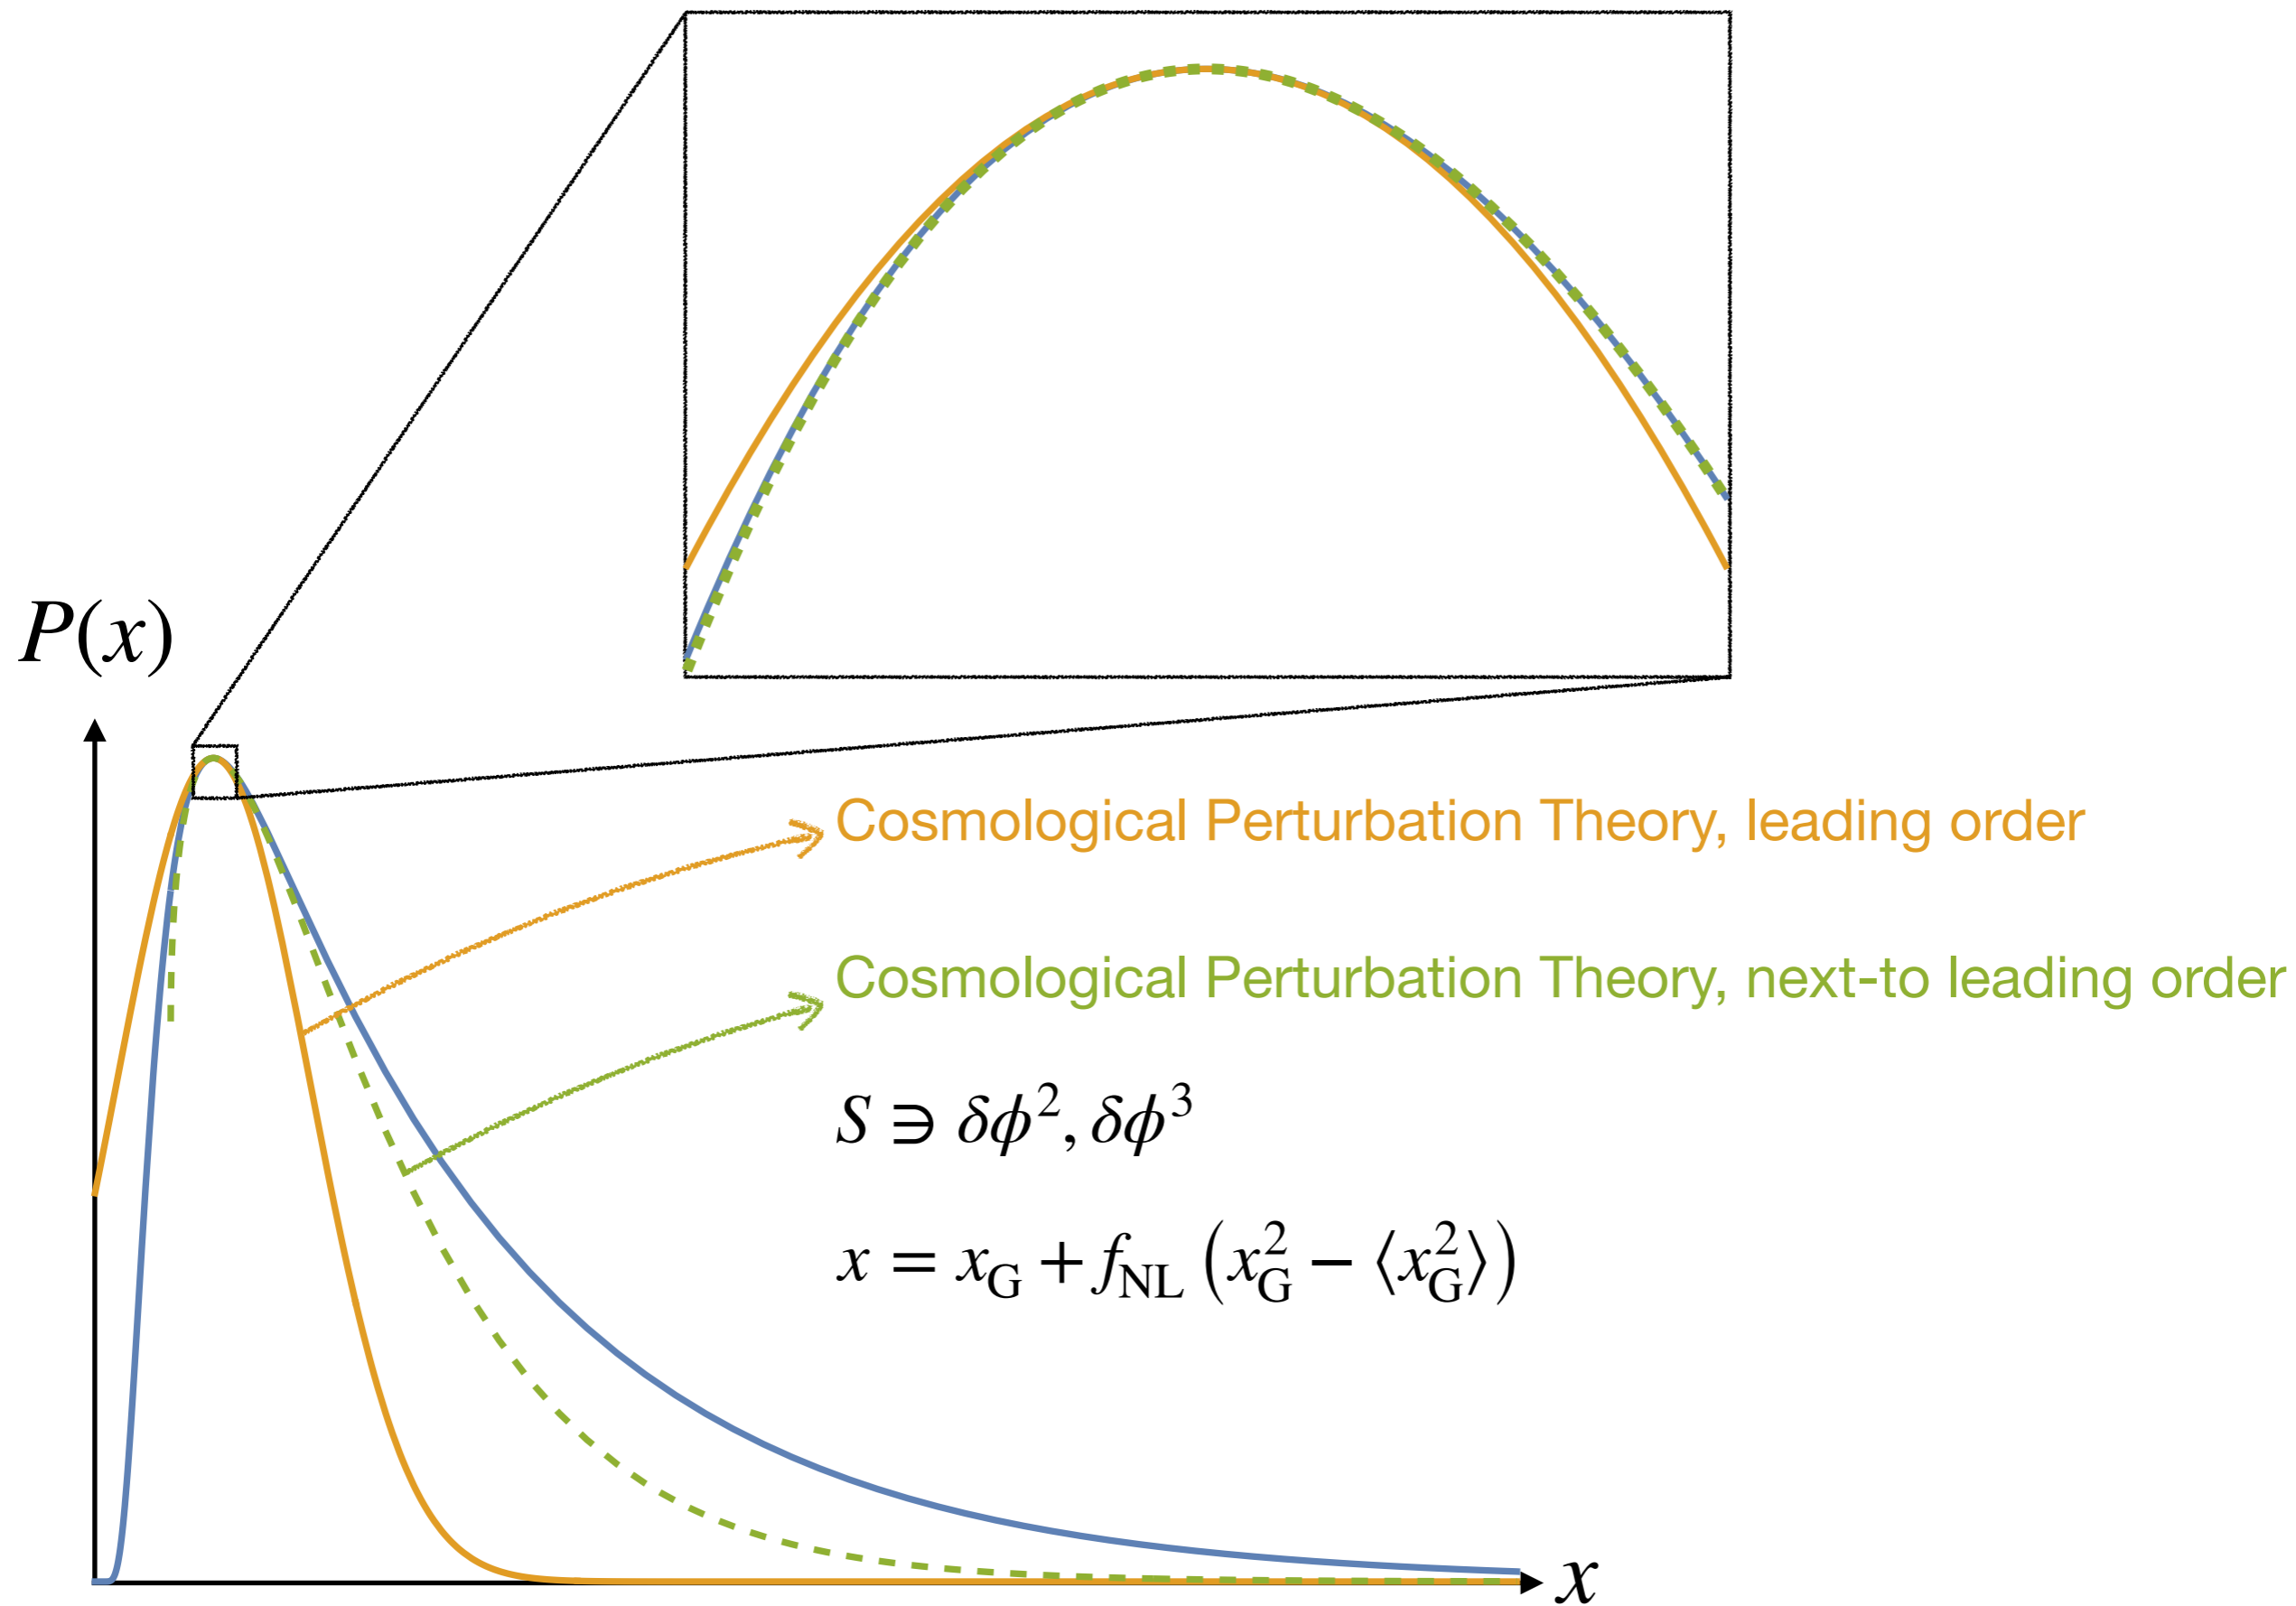 P(x)
Cosmological Perturbation Theory, leading order
Cosmological Perturbation Theory, next-to leading order
S ∋ δϕ², δϕ³
x = x_G + f_NL (x_G² − ⟨x_G²⟩)
x